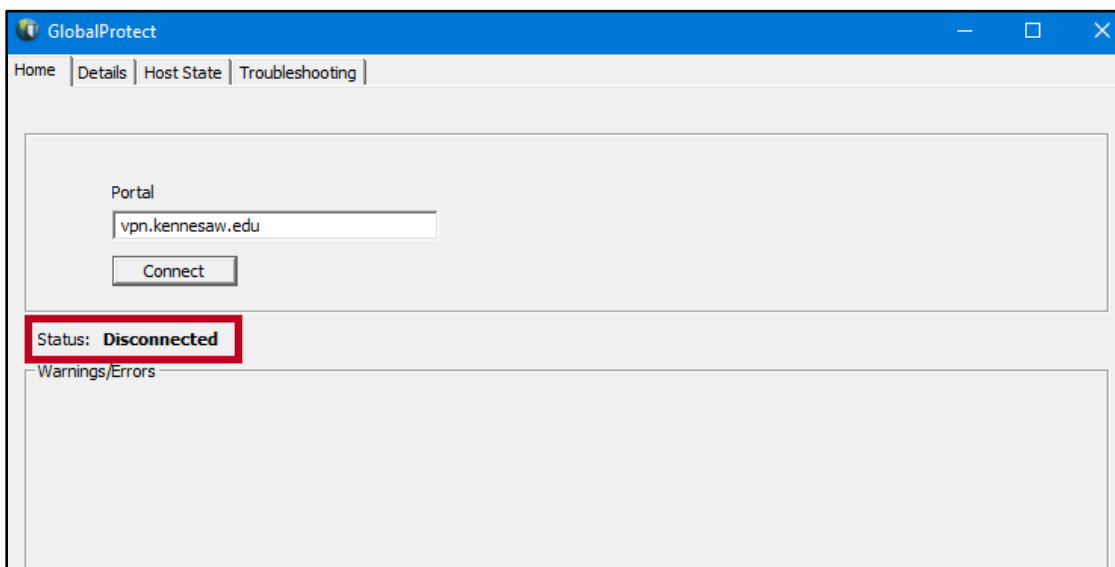 GlobalProtect
Home Details Host State Troubleshooting
Portal
vpn.kennesaw.edu
Connect
Status: Disconnected
Warnings/Errors